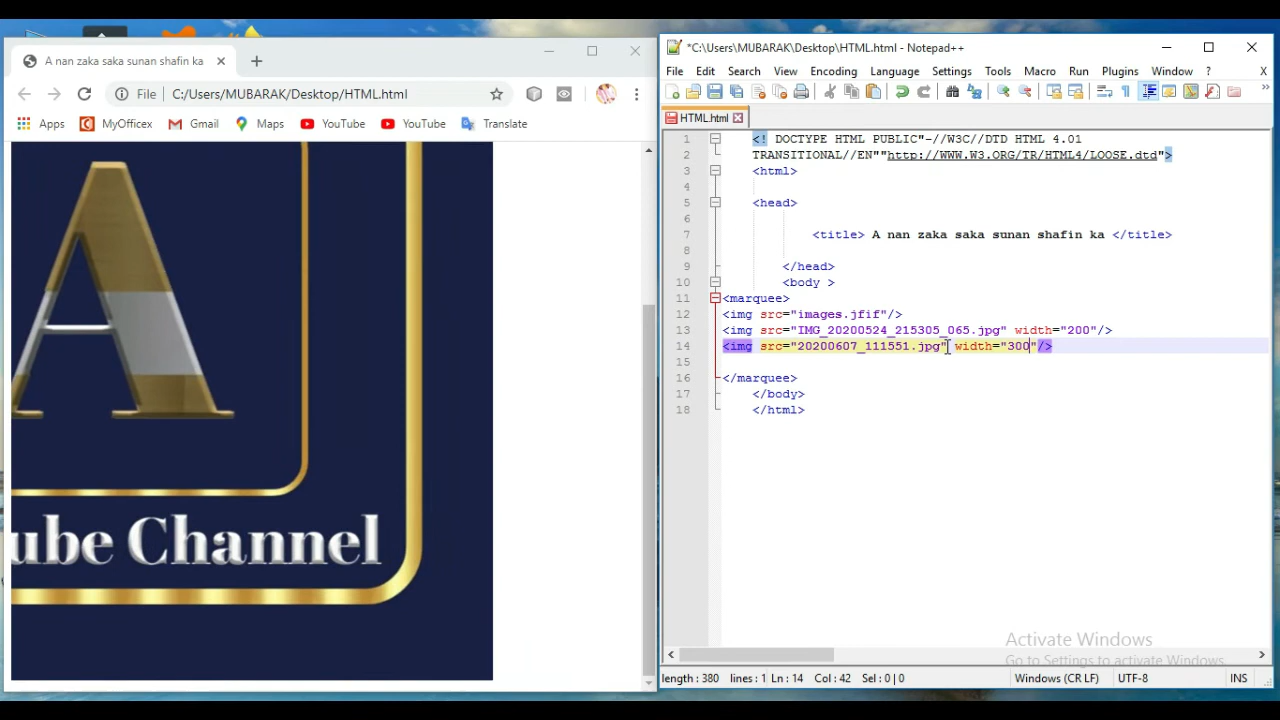 A nan zaka saka sunan shafin ka
File C:/Users/MUBARAK/Desktop/HTML.html
Apps MyOfficex Gmail Maps YouTube YouTube Translate
A
ube Channel
*C:\Users\MUBARAK\Desktop\HTML.html - Notepad++
File Edit Search View Encoding Language Settings Tools Macro Run Plugins Window ? X
HTML.html
1 <! DOCTYPE HTML PUBLIC"-//W3C//DTD HTML 4.01
2 TRANSITIONAL//EN""http://WWW.W3.ORG/TR/HTML4/LOOSE.dtd">
3 <html>
4
5 <head>
6
7 <title> A nan zaka saka sunan shafin ka </title>
8
9 </head>
10 <body >
11 <marquee>
12 <img src="images.jfif"/>
13 <img src="IMG_20200524_215305_065.jpg" width="200"/>
14 <img src="20200607_111551.jpg" width="300"/>
15
16 </marquee>
17 </body>
18 </html>
Activate Windows
Go to Settings to activate Windows.
length : 380 lines : 1 Ln : 14 Col : 42 Sel : 0 | 0 Windows (CR LF) UTF-8 INS